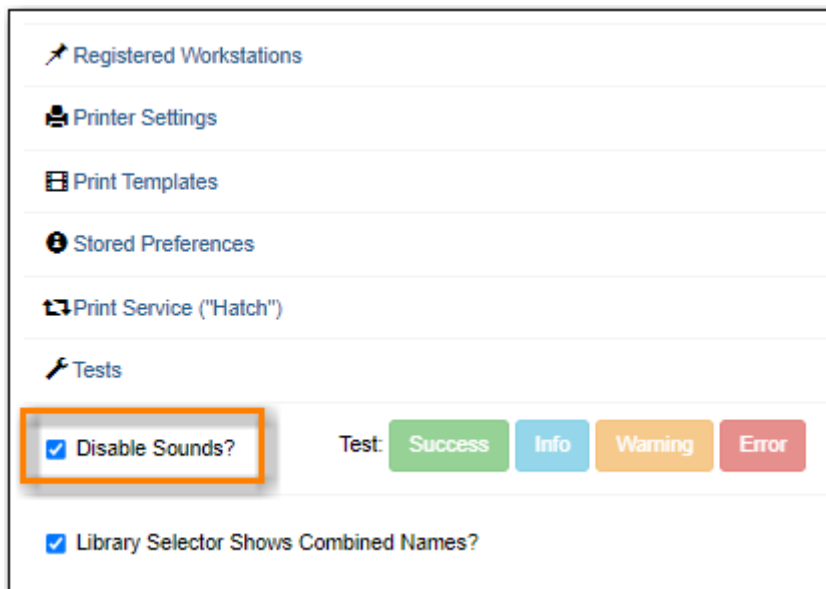 Registered Workstations
Printer Settings
Print Templates
Stored Preferences
Print Service ("Hatch")
Tests
Disable Sounds? Test: Success Info Warning Error
Library Selector Shows Combined Names?